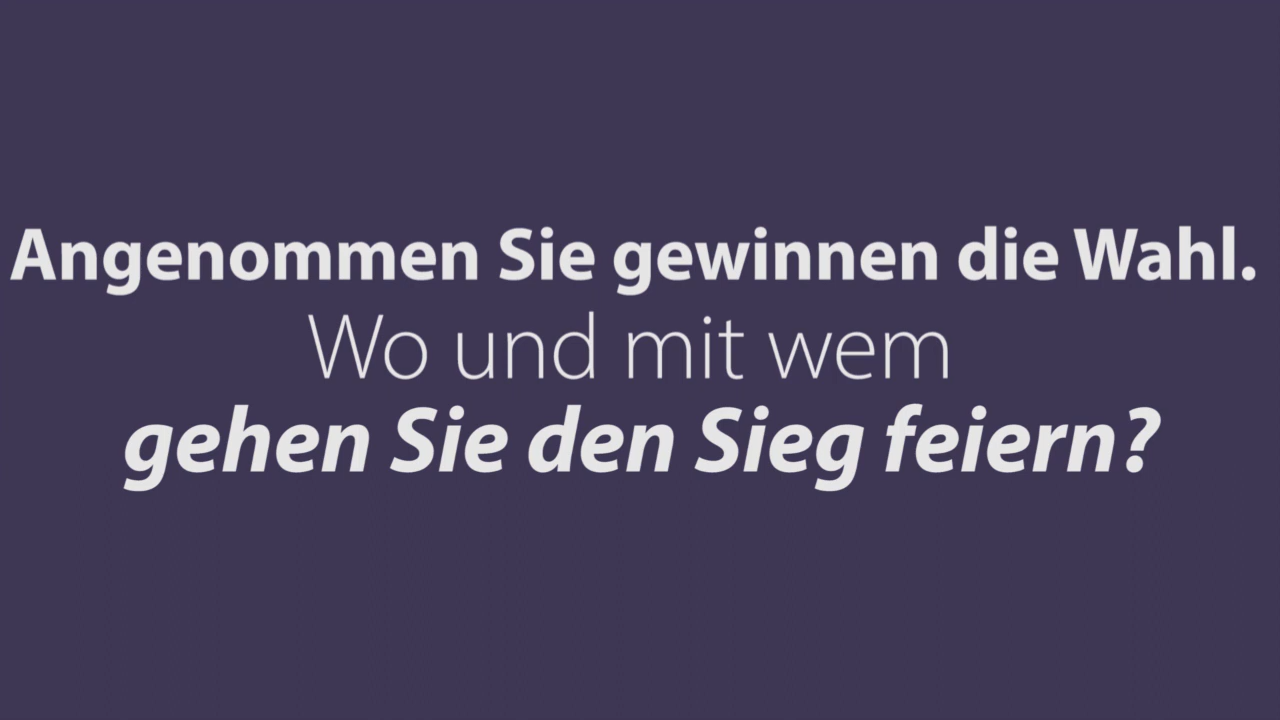 Angenommen Sie gewinnen die Wahl.
Wo und mit wem
gehen Sie den Sieg feiern?